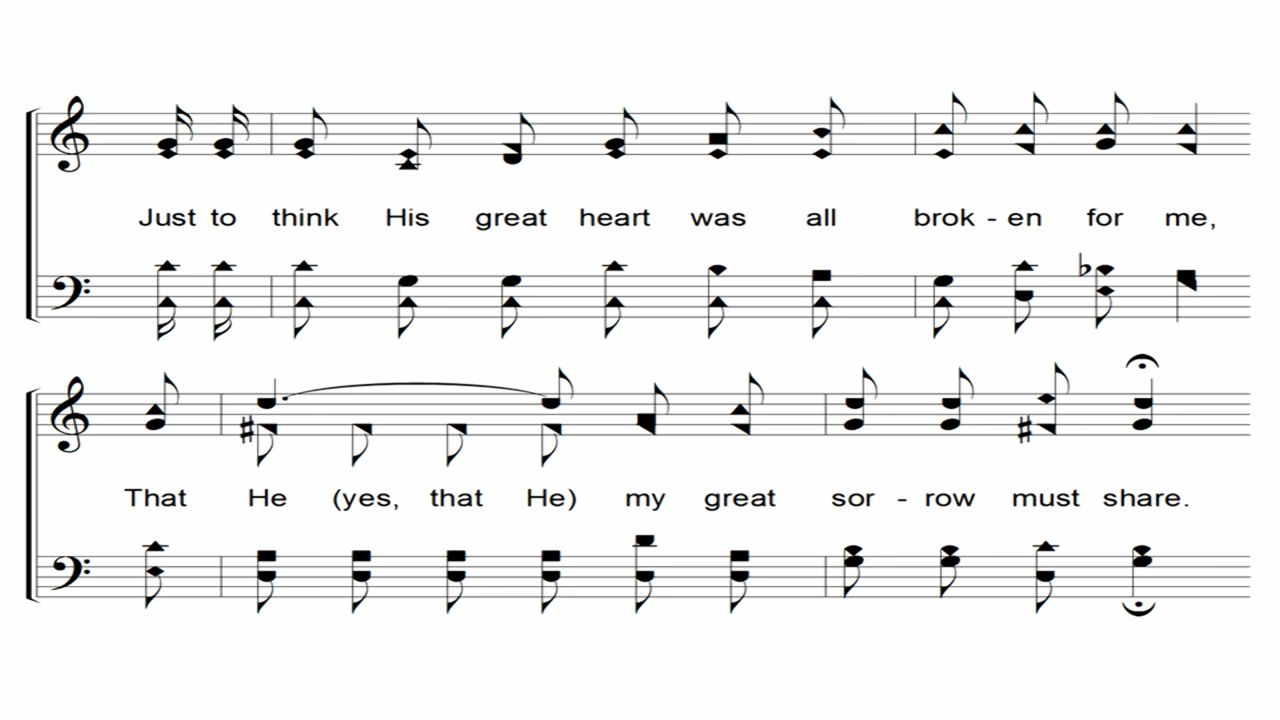 Just to think His great heart was all brok - en for me,
That He (yes, that He) my great sor - row must share.